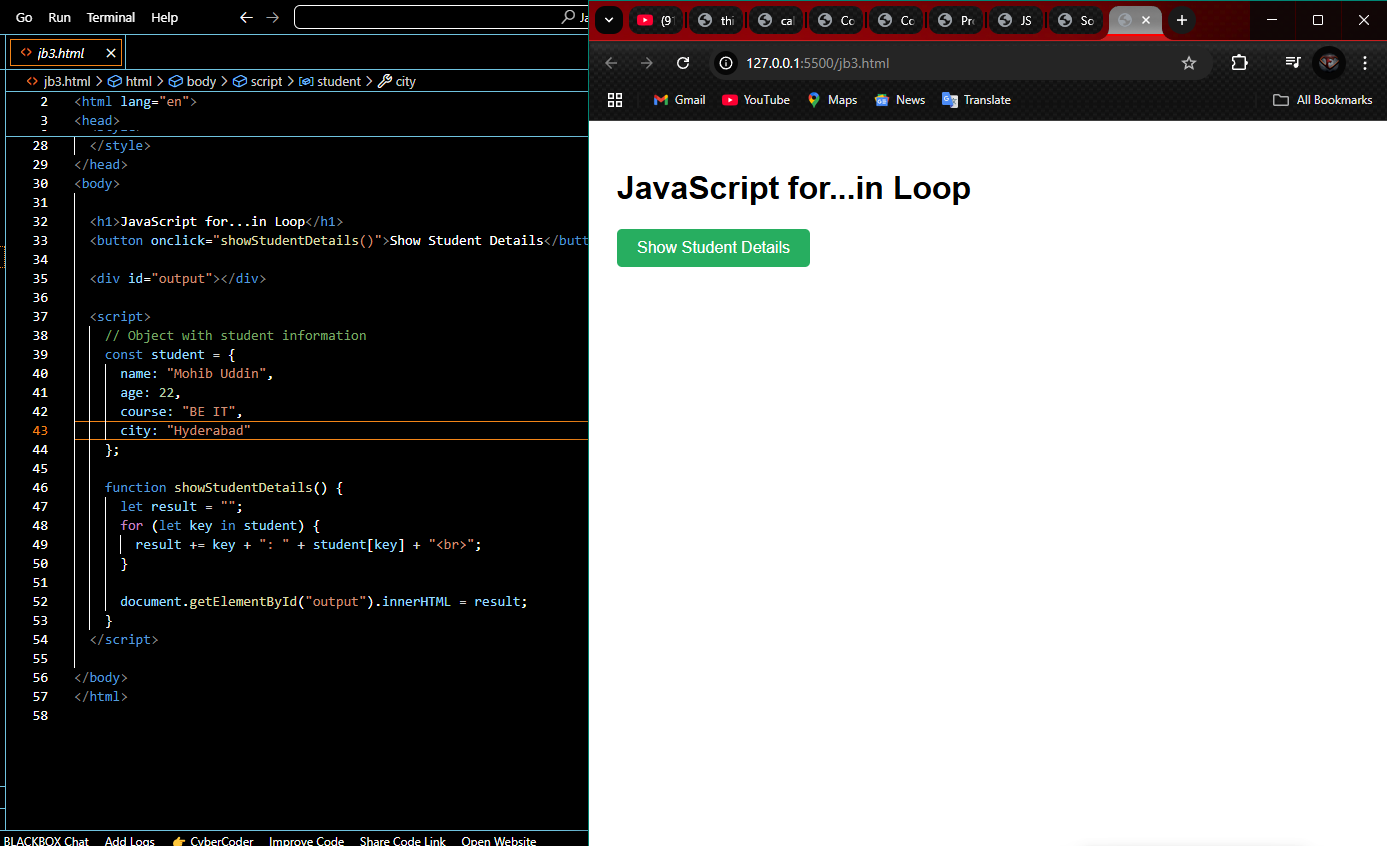 Go Run Terminal Help
jb3.html
jb3.html > html > body > script > student > city
2 <html lang="en">
3 <head>
28 </style>
29 </head>
30 <body>
31
32 <h1>JavaScript for...in Loop</h1>
33 <button onclick="showStudentDetails()">Show Student Details</butt
34
35 <div id="output"></div>
36
37 <script>
38 // Object with student information
39 const student = {
40 name: "Mohib Uddin",
41 age: 22,
42 course: "BE IT",
43 city: "Hyderabad"
44 };
45
46 function showStudentDetails() {
47 let result = "";
48 for (let key in student) {
49 result += key + ": " + student[key] + "<br>";
50 }
51
52 document.getElementById("output").innerHTML = result;
53 }
54 </script>
55
56 </body>
57 </html>
58
BLACKBOX Chat Add Logs CyberCoder Improve Code Share Code Link Open Website
(9 thi cal Co Co Pr JS So
127.0.0.1:5500/jb3.html
Gmail YouTube Maps News Translate All Bookmarks
JavaScript for...in Loop
Show Student Details